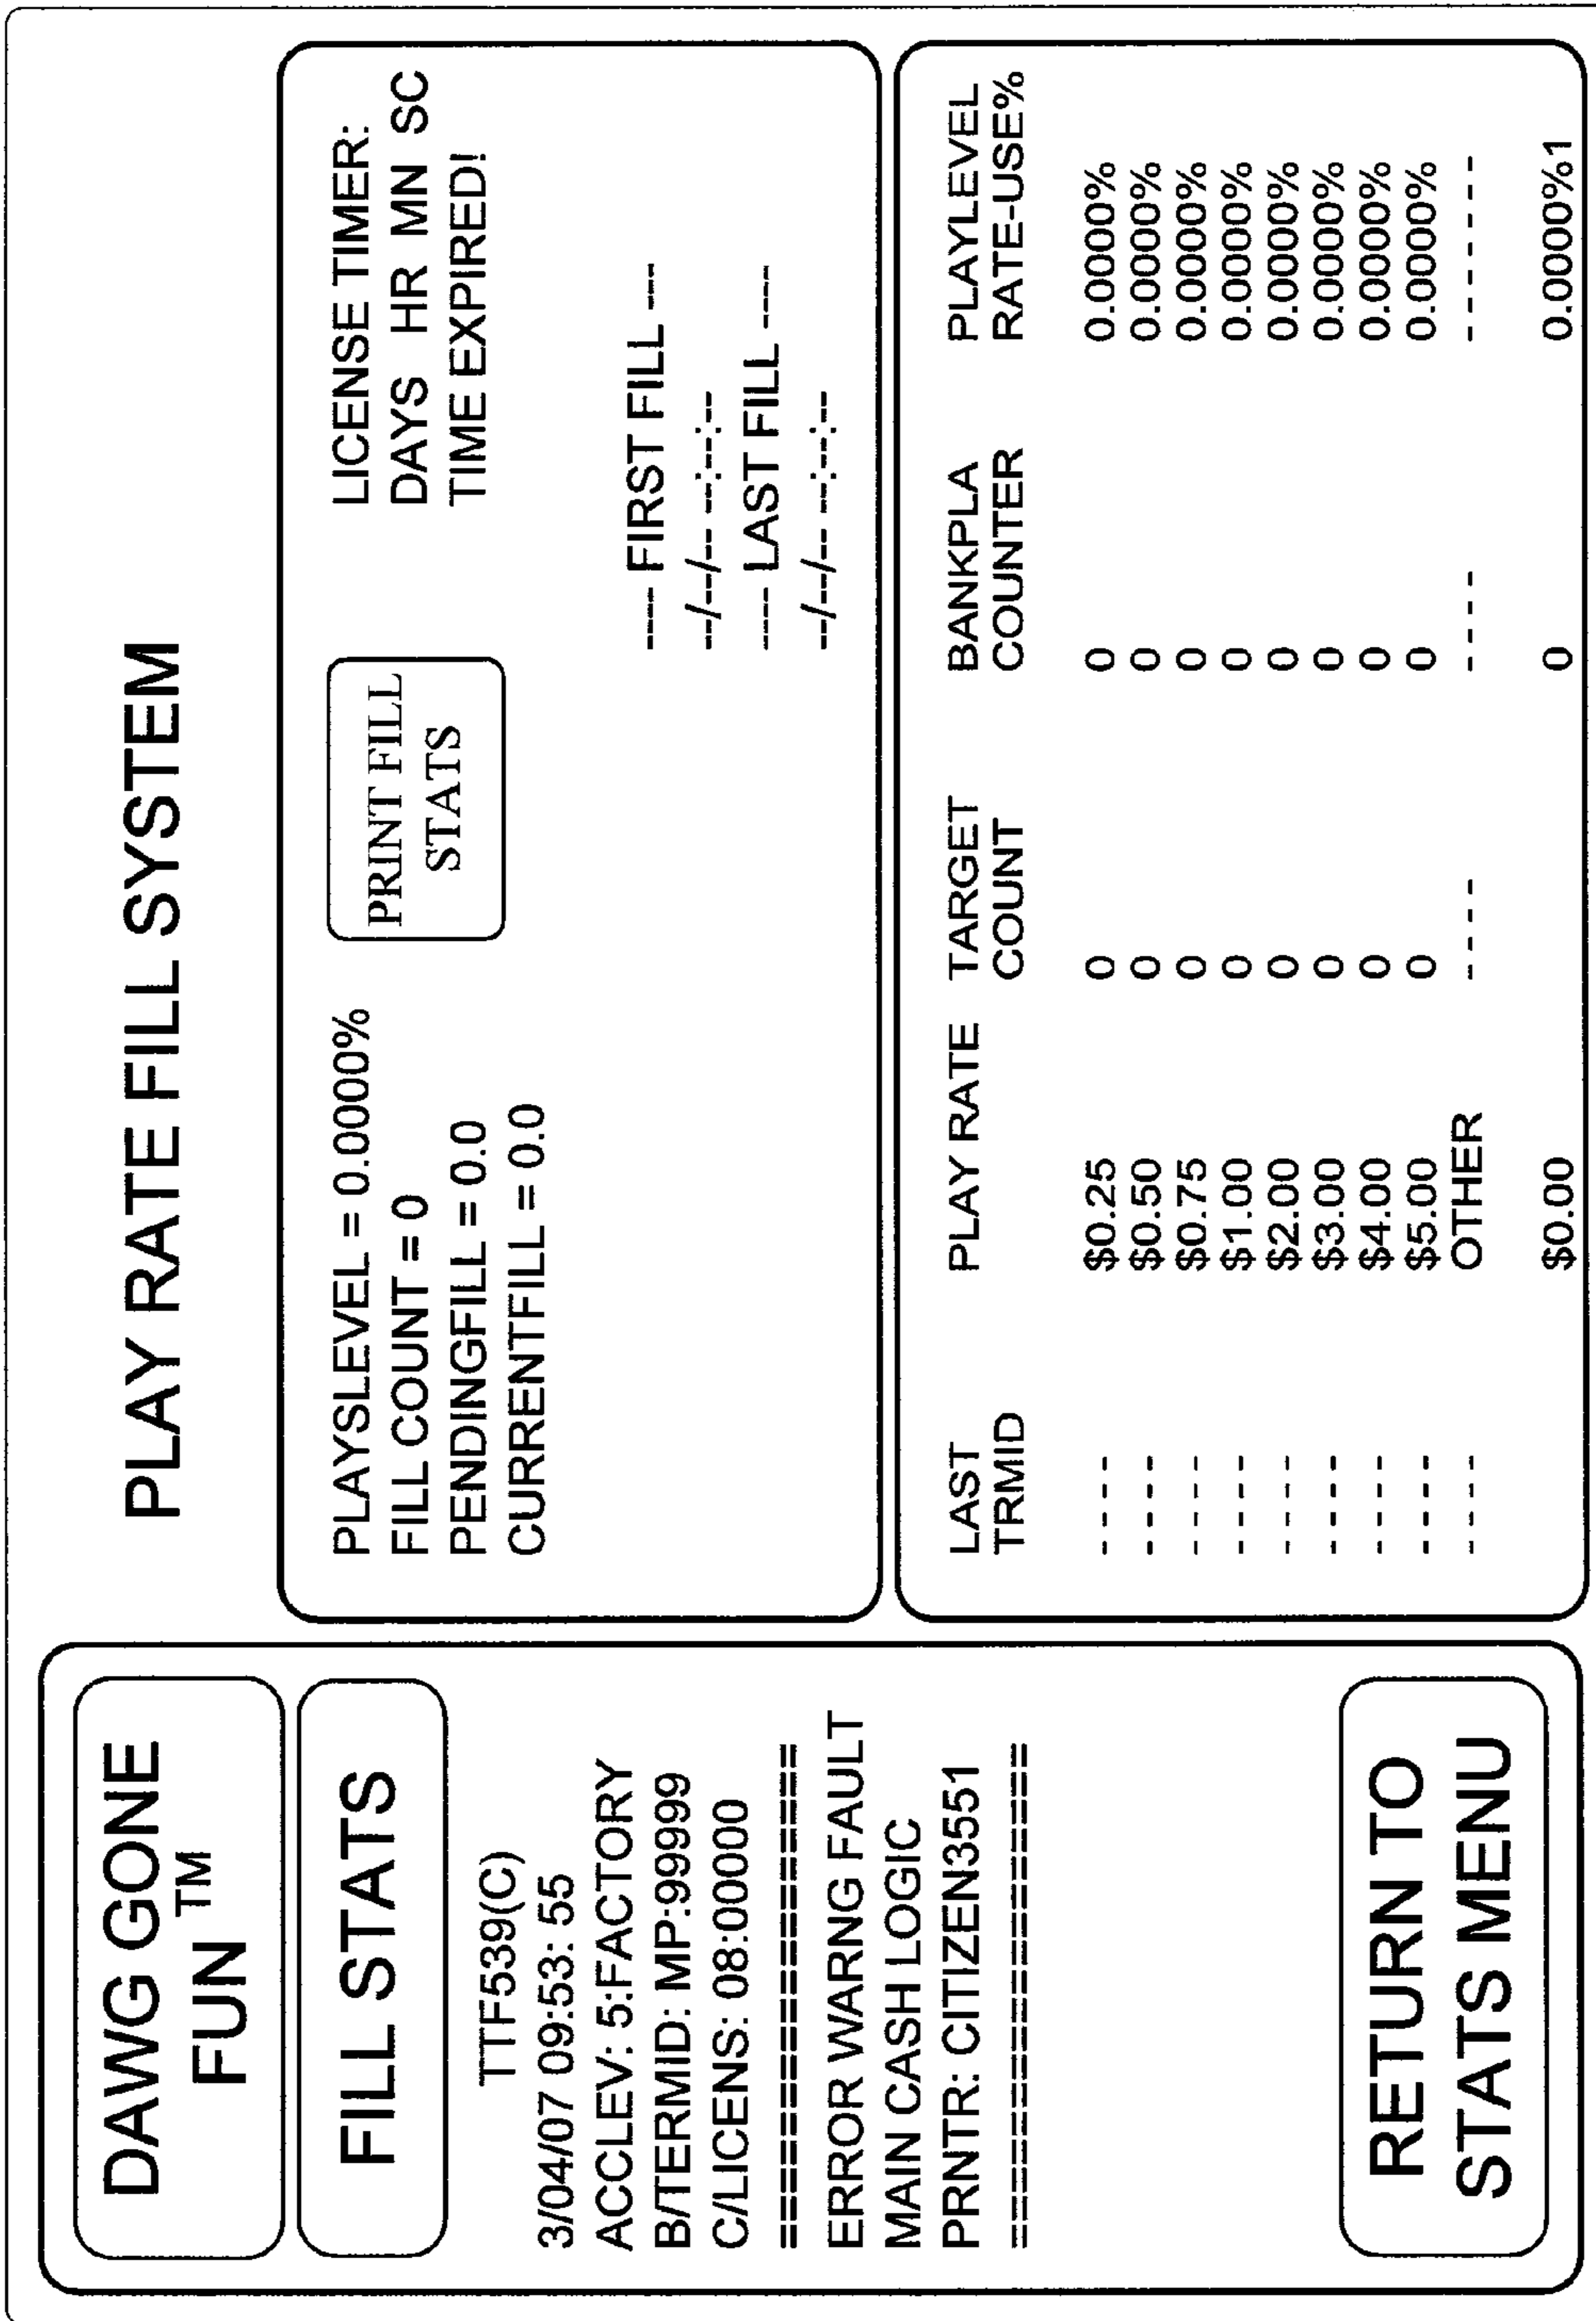 PLAY RATE FILL SYSTEM
DAWG GONE
FUN™
FILL STATS
TTF539(C)
3/04/07 09:53: 55
ACCLEV: 5:FACTORY
B/TERMID: MP:99999
C/LICENS: 08:00000
====================
ERROR WARNG FAULT
MAIN CASH LOGIC
PRNTR: CITIZEN3551
====================
RETURN TO
STATS MENU
PLAYSLEVEL = 0.0000%
FILL COUNT = 0
PENDINGFILL = 0.0
CURRENTFILL = 0.0
PRINT FILL
STATS
LICENSE TIMER:
DAYS HR MN SC
TIME EXPIRED!
---- FIRST FILL ---
--/--/-- --:--:--
---- LAST FILL ----
--/--/-- --:--:--
LAST PLAY RATE TARGET BANKPLA PLAYLEVEL
TRMID COUNT COUNTER RATE-USE%
- - - - $0.25 0 0 0.0000%
- - - - $0.50 0 0 0.0000%
- - - - $0.75 0 0 0.0000%
- - - - $1.00 0 0 0.0000%
- - - - $2.00 0 0 0.0000%
- - - - $3.00 0 0 0.0000%
- - - - $4.00 0 0 0.0000%
- - - - $5.00 0 0 0.0000%
- - - - OTHER - - - - - - - - - - - - - - -
$0.00 0 0.0000%1